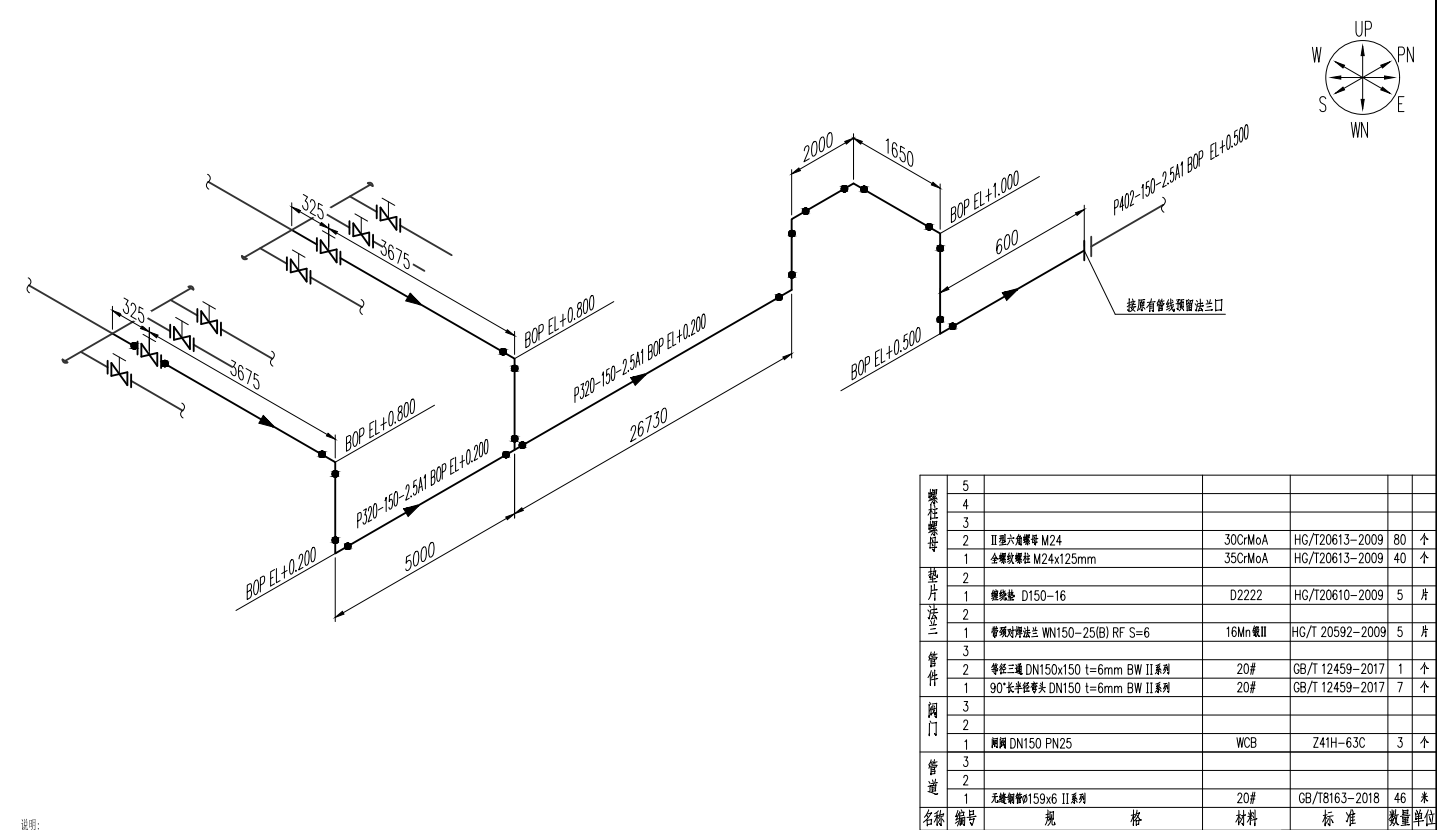 UP
W
PN
S
E
WN
2000
1650
BOP EL+1.000
P402-150-2.5A1 BOP EL+0.500
600
接原有管线预留法兰口
BOP EL+0.500
325
3675
BOP EL+0.800
P320-150-2.5A1 BOP EL+0.200
26730
325
3675
BOP EL+0.800
P320-150-2.5A1 BOP EL+0.200
5000
BOP EL+0.200
螺柱螺母
5
4
3
2 II型六角螺母 M24 30CrMoA HG/T20613-2009 80 个
1 全螺纹螺柱 M24x125mm 35CrMoA HG/T20613-2009 40 个
垫片
2
1 缠绕垫 D150-16 D2222 HG/T20610-2009 5 片
法兰
2
1 带颈对焊法兰 WN150-25(B) RF S=6 16Mn锻II HG/T 20592-2009 5 片
管件
3
2 等径三通 DN150x150 t=6mm BW II系列 20# GB/T 12459-2017 1 个
1 90°长半径弯头 DN150 t=6mm BW II系列 20# GB/T 12459-2017 7 个
阀门
3
2
1 闸阀 DN150 PN25 WCB Z41H-63C 3 个
管道
3
2
1 无缝钢管ø159x6 II系列 20# GB/T8163-2018 46 米
名称 编号 规 格 材料 标 准 数量 单位
说明: